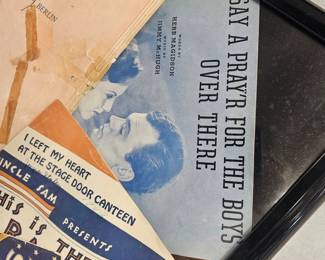 BERLIN
SAY A PRAY'R FOR THE BOYS
OVER THERE
WORDS BY
HERB MAGIDSON
MUSIC BY
JIMMY McHUGH
I LEFT MY HEART
AT THE STAGE DOOR CANTEEN
UNCLE SAM
PRESENTS
THIS IS THE